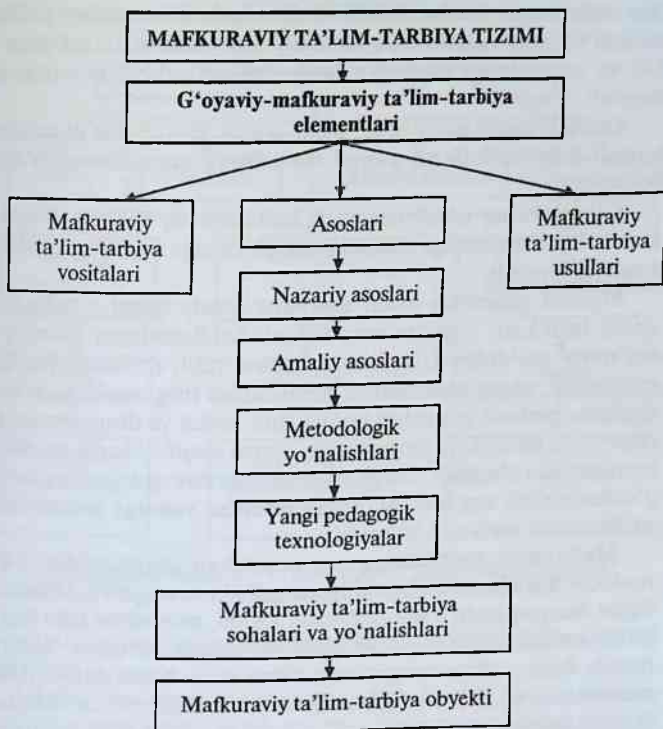 MAFKURAVIY TA’LIM-TARBIYA TIZIMI
G‘oyaviy-mafkuraviy ta’lim-tarbiya
elementlari
Mafkuraviy
ta’lim-tarbiya
vositalari
Asoslari
Mafkuraviy
ta’lim-tarbiya
usullari
Nazariy asoslari
Amaliy asoslari
Metodologik
yo‘nalishlari
Yangi pedagogik
texnologiyalar
Mafkuraviy ta’lim-tarbiya
sohalari va yo‘nalishlari
Mafkuraviy ta’lim-tarbiya obyekti